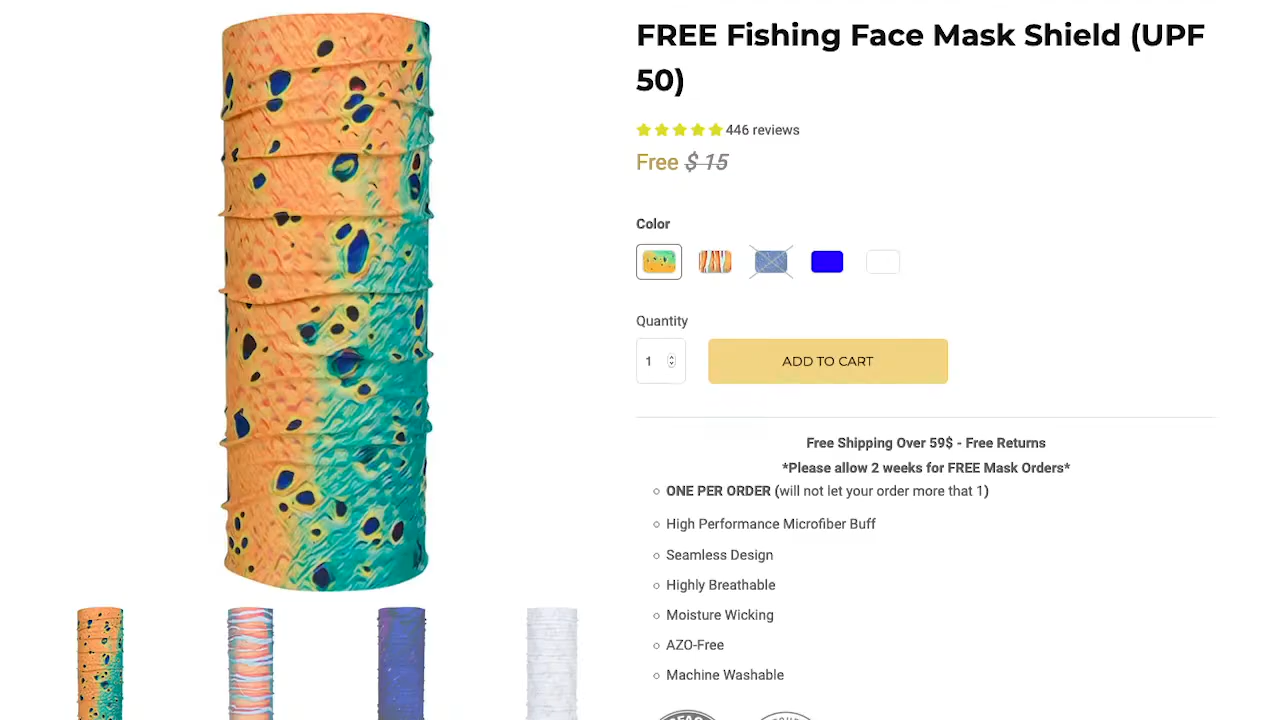 FREE Fishing Face Mask Shield (UPF
50)
446 reviews
Free $ 15
Color
Quantity
1
ADD TO CART
Free Shipping Over 59$ - Free Returns
*Please allow 2 weeks for FREE Mask Orders*
ONE PER ORDER (will not let your order more that 1)
High Performance Microfiber Buff
Seamless Design
Highly Breathable
Moisture Wicking
AZO-Free
Machine Washable